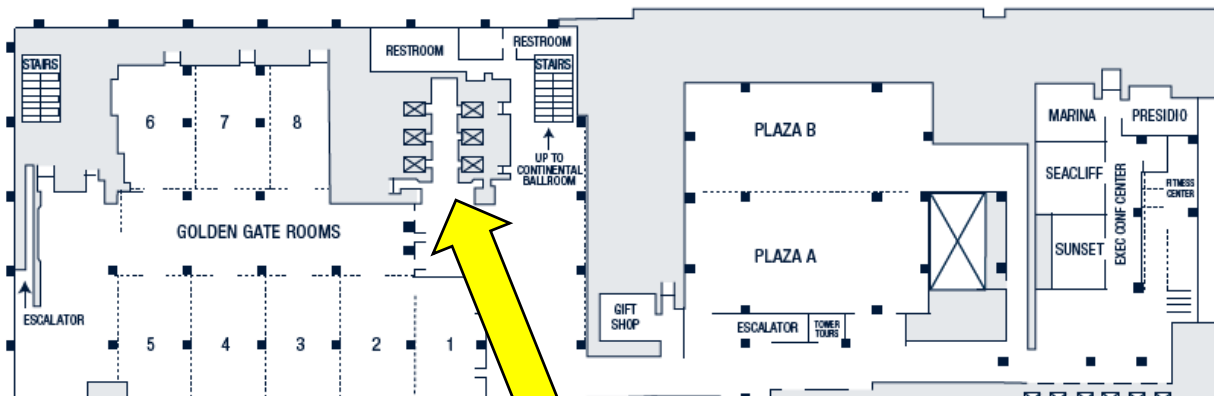 RESTROOM
RESTROOM
STAIRS
STAIRS
6
7
8
UP TO
CONTINENTAL
BALLROOM
GOLDEN GATE ROOMS
ESCALATOR
5
4
3
2
1
PLAZA B
PLAZA A
GIFT
SHOP
ESCALATOR
TOWER
TOURS
MARINA
PRESIDIO
SEACLIFF
SUNSET
EXEC CONF CENTER
FITNESS
CENTER